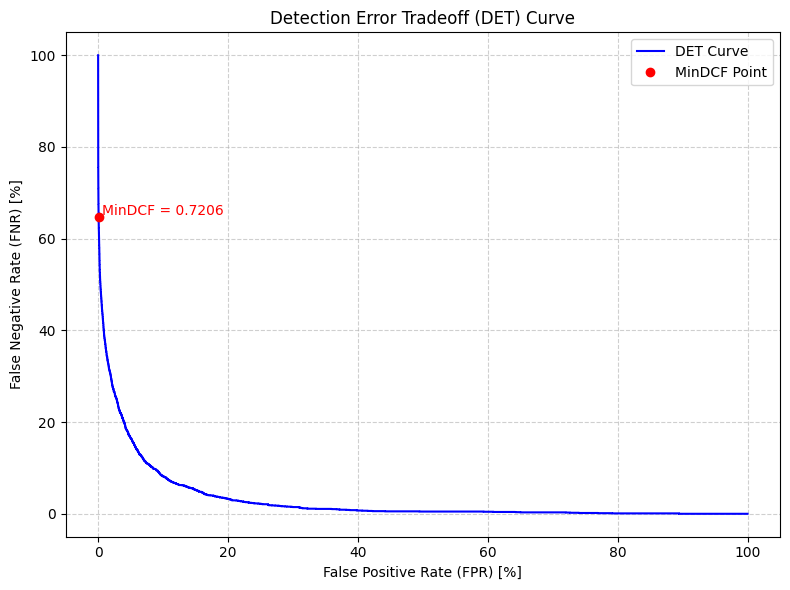 Detection Error Tradeoff (DET) Curve
DET Curve
MinDCF Point
MinDCF = 0.7206
False Negative Rate (FNR) [%]
100
80
60
40
20
0
0 20 40 60 80 100
False Positive Rate (FPR) [%]